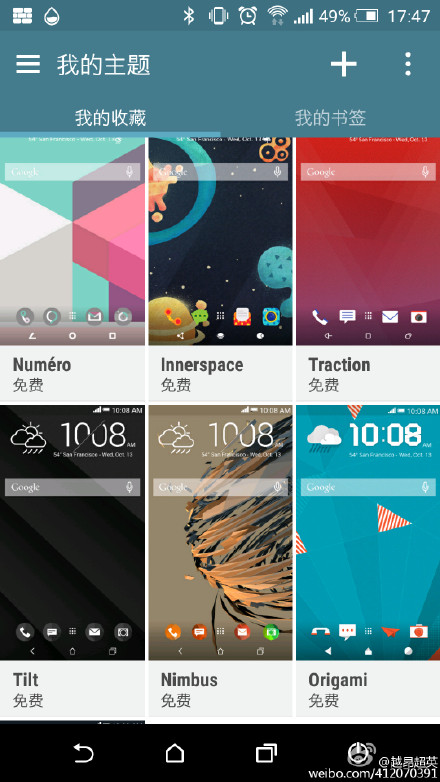 49% 17:47
我的主题
我的收藏 我的书签
54° San Francisco - Wed, Oct. 13
54° San Francisco - Wed, Oct. 13
54° San Francisco - Wed, Oct. 13
Google Google Google
Numéro Innerspace Traction
免费 免费 免费
10:08 AM 10:08 AM 10:08 AM
10:08 AM 10:08 AM 10:08
54° San Francisco - Wed, Oct. 13
54° San Francisco - Wed, Oct. 13
54° San Francisco - Wed, Oct. 13
Google Google Google
Tilt Nimbus Origami
免费 免费 免费
@越昂超英
weibo.com/412070391